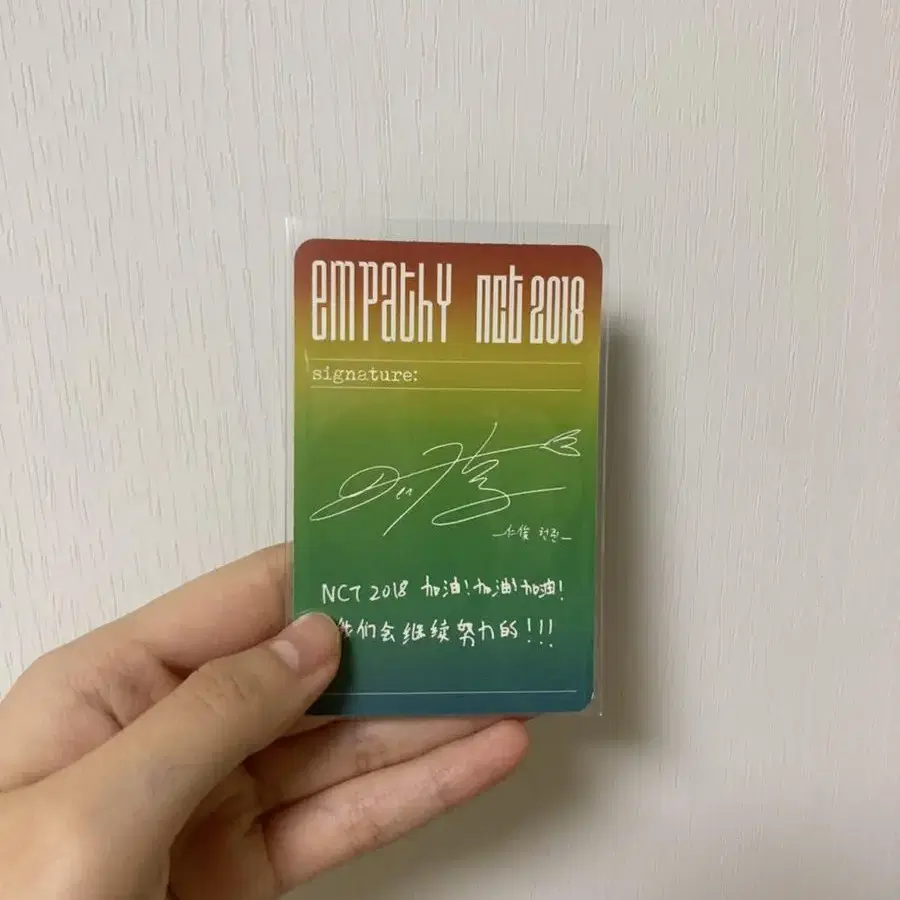 empathy nct 2018
signature:
仁俊 런쥔
NCT 2018 加油!加油!加油!
我们会继续努力的!!!